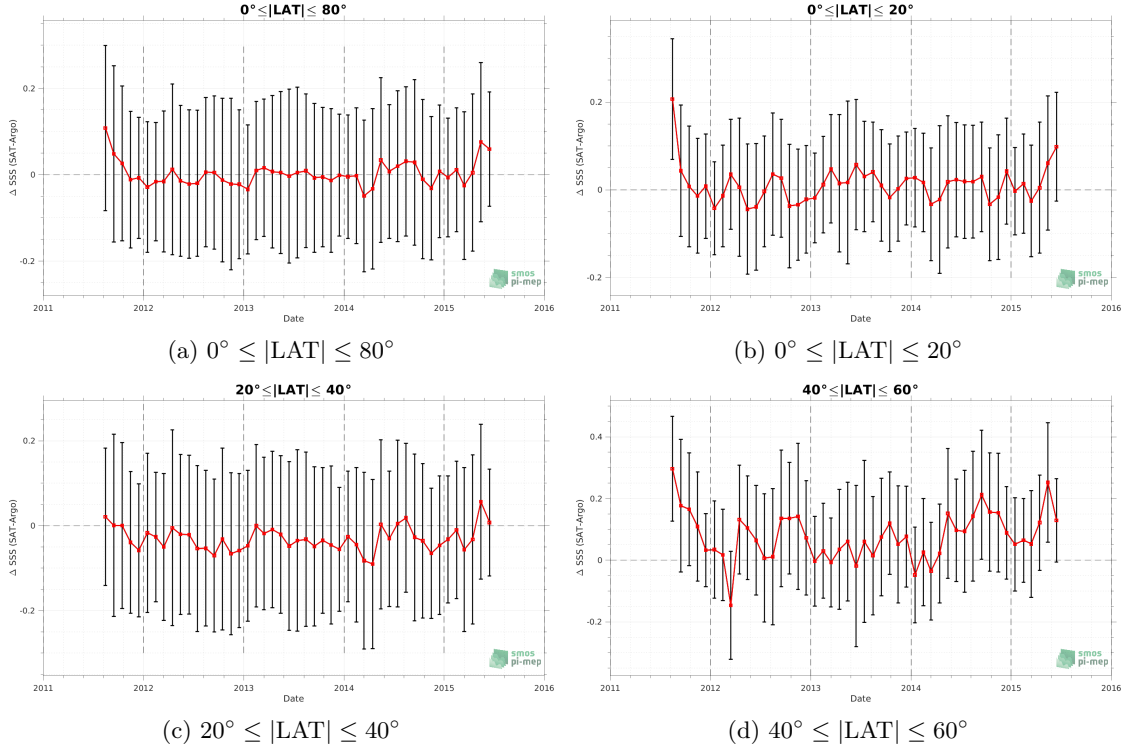 0°≤|LAT|≤ 80°
Δ SSS (SAT-Argo)
0.2
0
-0.2
2011 2012 2013 2014 2015 2016
Date
smos
pi-mep
(a) 0° ≤ |LAT| ≤ 80°
0°≤|LAT|≤ 20°
Δ SSS (SAT-Argo)
0.2
0
-0.2
2011 2012 2013 2014 2015 2016
Date
smos
pi-mep
(b) 0° ≤ |LAT| ≤ 20°
20°≤|LAT|≤ 40°
Δ SSS (SAT-Argo)
0.2
0
-0.2
2011 2012 2013 2014 2015 2016
Date
smos
pi-mep
(c) 20° ≤ |LAT| ≤ 40°
40°≤|LAT|≤ 60°
Δ SSS (SAT-Argo)
0.4
0.2
0
-0.2
2011 2012 2013 2014 2015 2016
Date
smos
pi-mep
(d) 40° ≤ |LAT| ≤ 60°